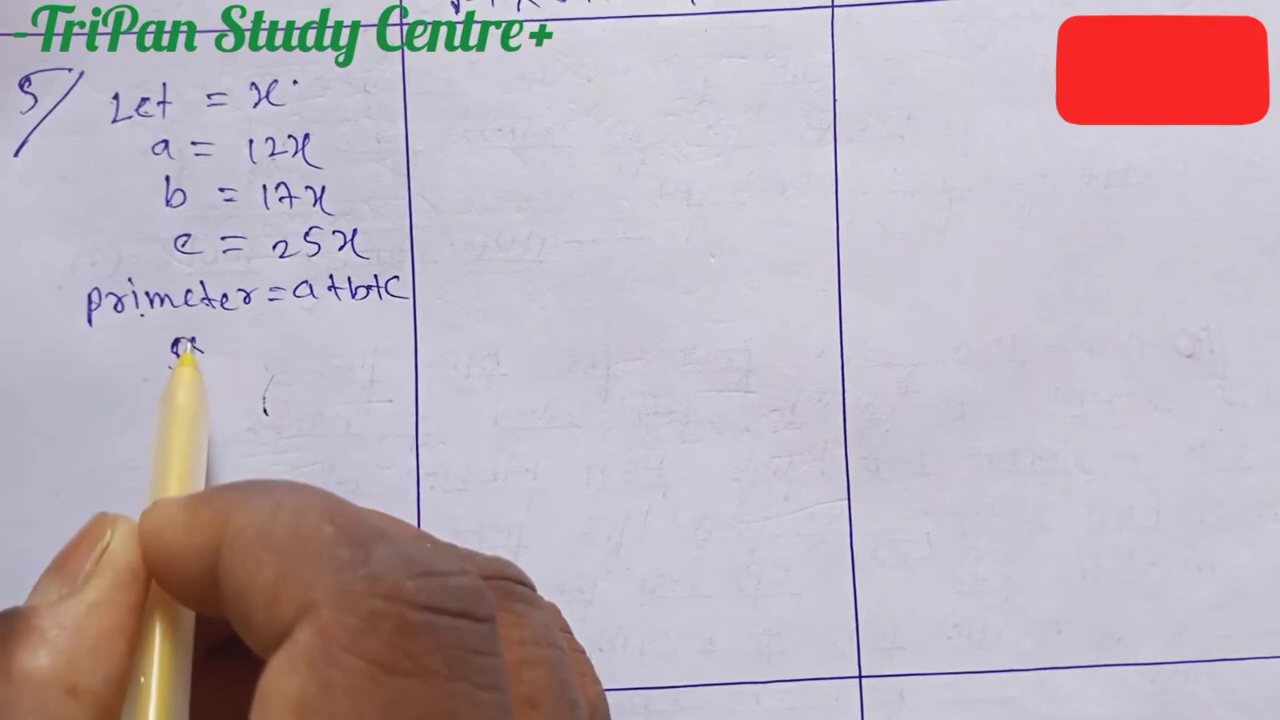 -TriPan Study Centre+
5/ Let = x
a = 12x
b = 17x
c = 25x
primeter = a+b+c